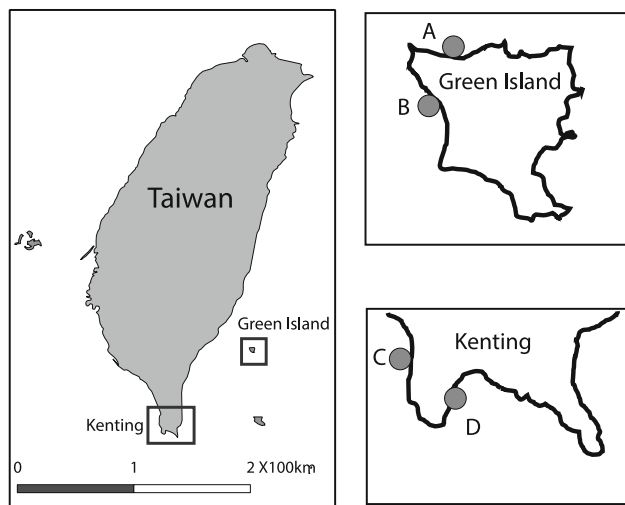 Taiwan
Green Island
Kenting
0 1 2 X100km
A
Green Island
B
Kenting
C
D